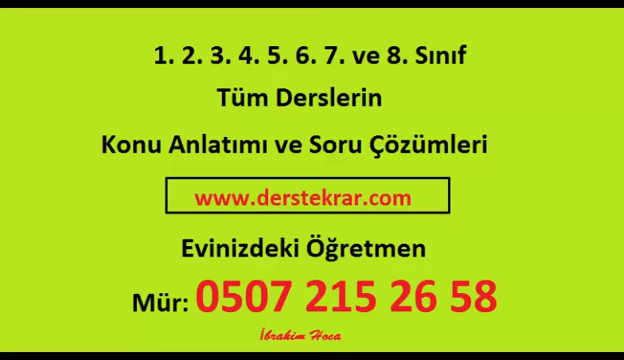 1. 2. 3. 4. 5. 6. 7. ve 8. Sınıf
Tüm Derslerin
Konu Anlatımı ve Soru Çözümleri
www.derstekrar.com
Evinizdeki Öğretmen
Mür: 0507 215 26 58
İbrahim Hoca